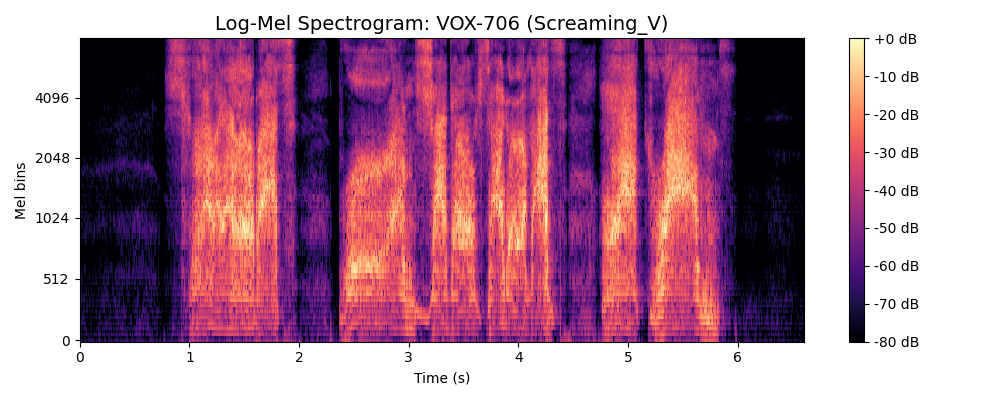 Log-Mel Spectrogram: VOX-706 (Screaming_V)
Mel bins
4096
2048
1024
512
0
0 1 2 3 4 5 6
Time (s)
+0 dB
-10 dB
-20 dB
-30 dB
-40 dB
-50 dB
-60 dB
-70 dB
-80 dB